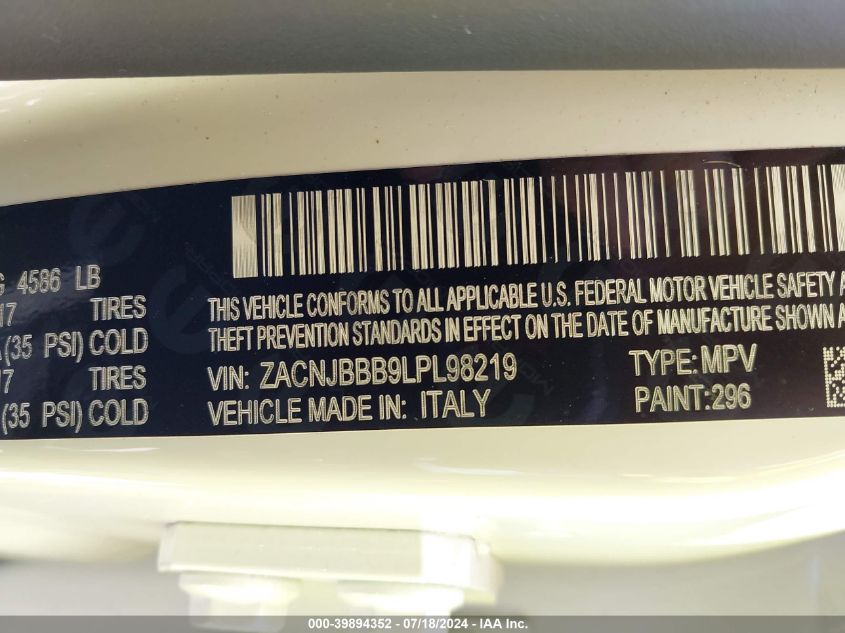 G 4586 LB
17 TIRES
(35 PSI) COLD
17 TIRES
(35 PSI) COLD
THIS VEHICLE CONFORMS TO ALL APPLICABLE U.S. FEDERAL MOTOR VEHICLE SAFETY A
THEFT PREVENTION STANDARDS IN EFFECT ON THE DATE OF MANUFACTURE SHOWN A
VIN: ZACNJBBB9LPL98219 TYPE: MPV
VEHICLE MADE IN: ITALY PAINT: 296
000-39894352 / 07/18/2024 - IAA Inc.